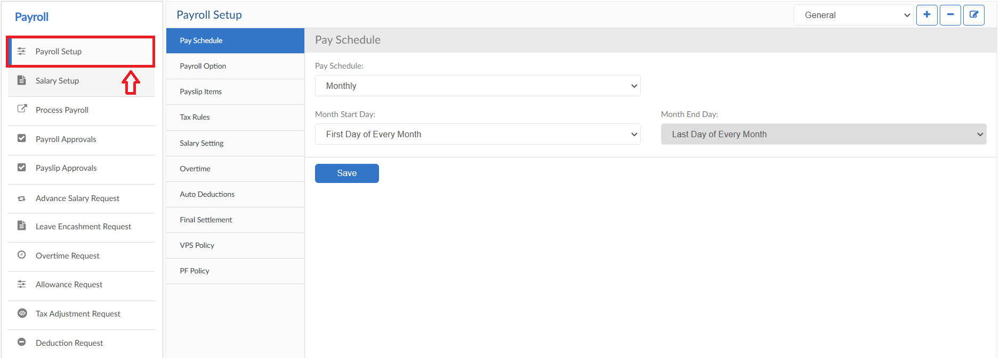 Payroll
Payroll Setup
Salary Setup
Process Payroll
Payroll Approvals
Payslip Approvals
Advance Salary Request
Leave Encashment Request
Overtime Request
Allowance Request
Tax Adjustment Request
Deduction Request
Payroll Setup
General
Pay Schedule
Payroll Option
Payslip Items
Tax Rules
Salary Setting
Overtime
Auto Deductions
Final Settlement
VPS Policy
PF Policy
Pay Schedule
Pay Schedule:
Monthly
Month Start Day:
First Day of Every Month
Month End Day:
Last Day of Every Month
Save